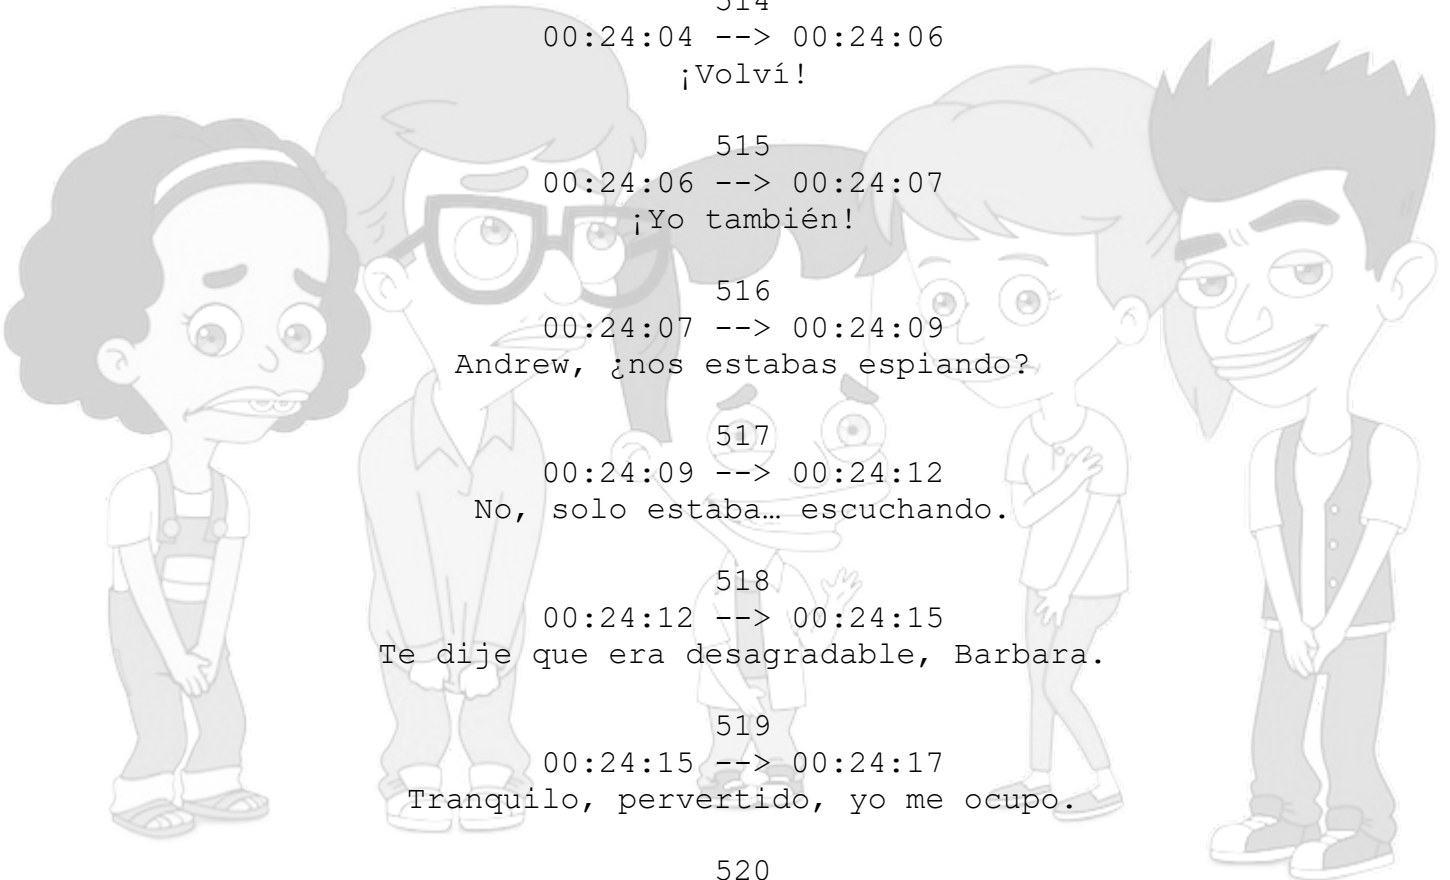 514
00:24:04 --> 00:24:06
¡Volví!
515
00:24:06 --> 00:24:07
¡Yo también!
516
00:24:07 --> 00:24:09
Andrew, ¿nos estabas espiando?
517
00:24:09 --> 00:24:12
No, solo estaba… escuchando.
518
00:24:12 --> 00:24:15
Te dije que era desagradable, Barbara.
519
00:24:15 --> 00:24:17
Tranquilo, pervertido, yo me ocupo.
520